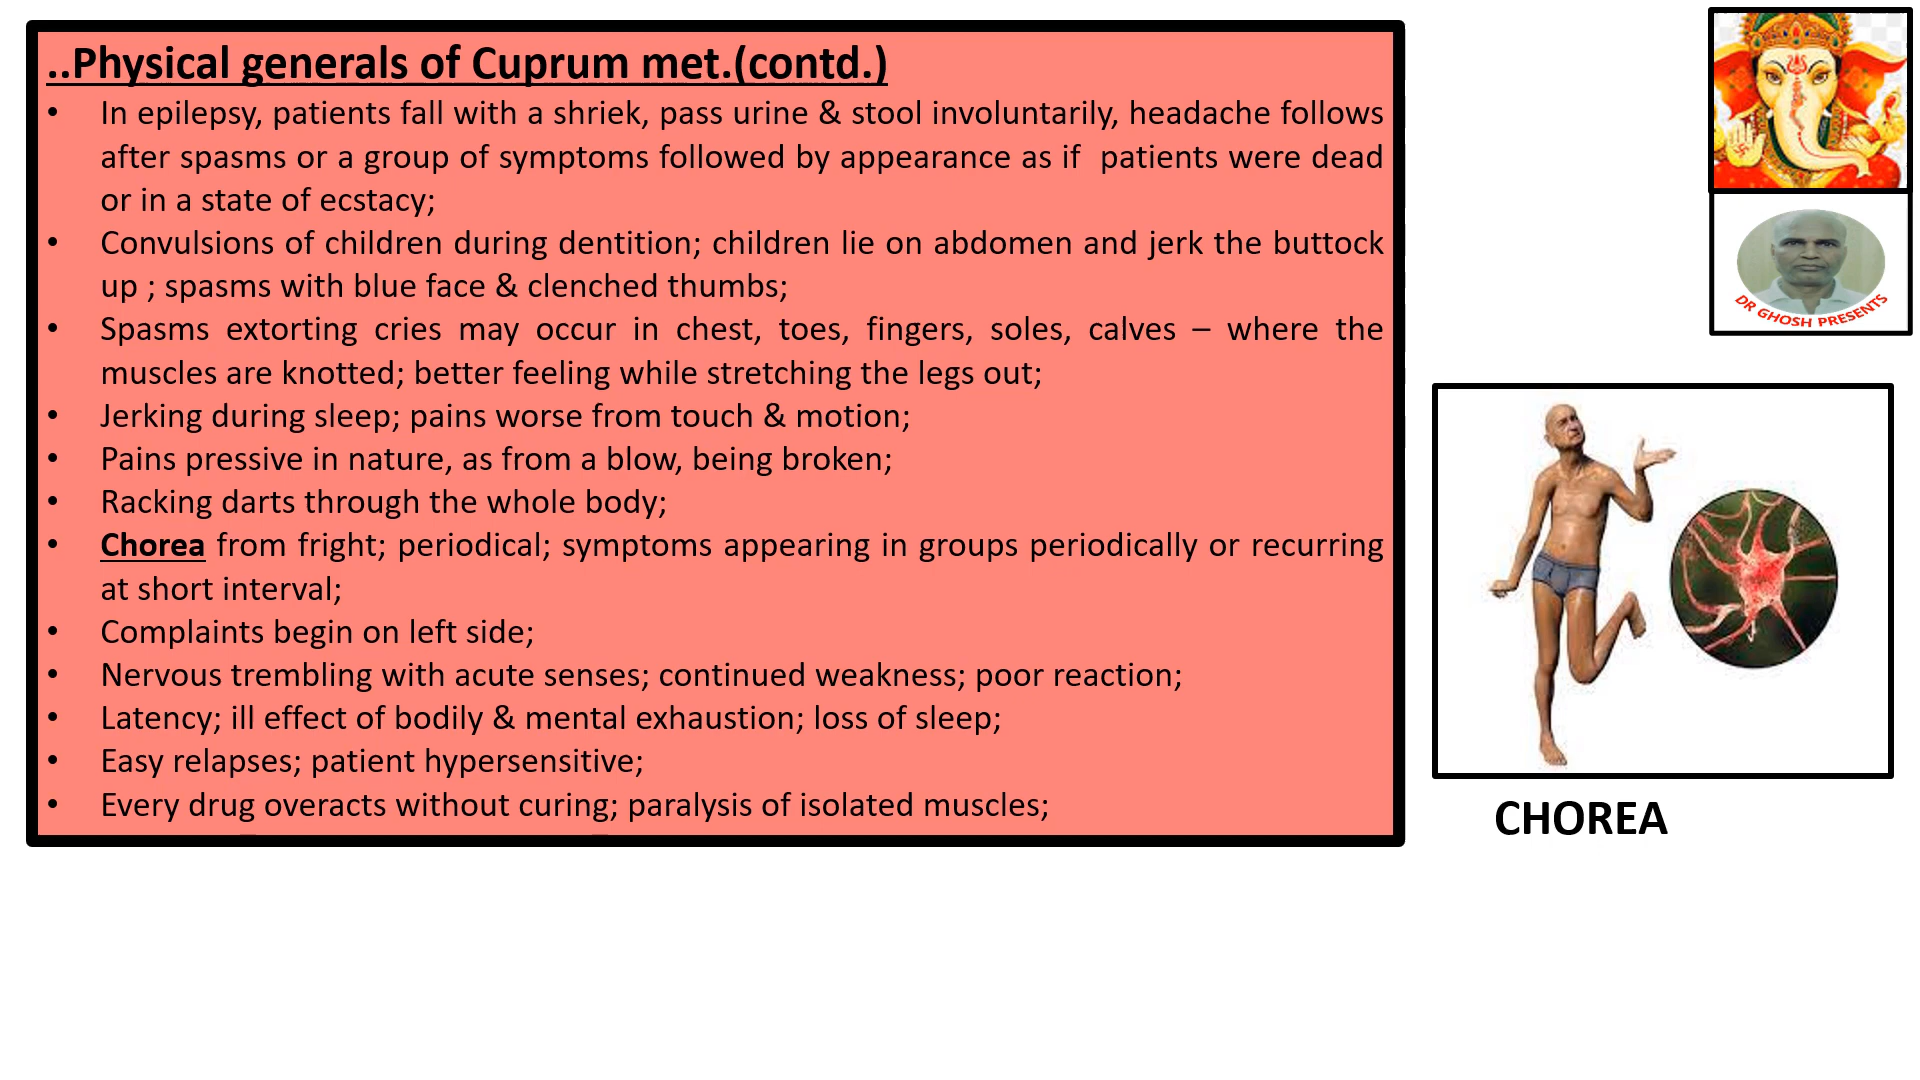 ..Physical generals of Cuprum met.(contd.)
• In epilepsy, patients fall with a shriek, pass urine & stool involuntarily, headache follows
after spasms or a group of symptoms followed by appearance as if  patients were dead
or in a state of ecstacy;
• Convulsions of children during dentition; children lie on abdomen and jerk the buttock
up ; spasms with blue face & clenched thumbs;
• Spasms extorting cries may occur in chest, toes, fingers, soles, calves – where the
muscles are knotted; better feeling while stretching the legs out;
• Jerking during sleep; pains worse from touch & motion;
• Pains pressive in nature, as from a blow, being broken;
• Racking darts through the whole body;
• Chorea from fright; periodical; symptoms appearing in groups periodically or recurring
at short interval;
• Complaints begin on left side;
• Nervous trembling with acute senses; continued weakness; poor reaction;
• Latency; ill effect of bodily & mental exhaustion; loss of sleep;
• Easy relapses; patient hypersensitive;
• Every drug overacts without curing; paralysis of isolated muscles;
DR GHOSH PRESENTS
CHOREA